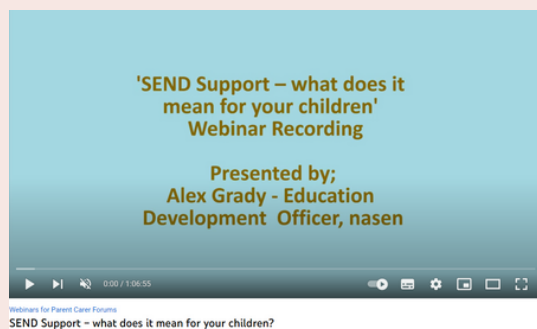 'SEND Support – what does it
mean for your children'
Webinar Recording
Presented by;
Alex Grady - Education
Development Officer, nasen
0:00 / 1:06:55
Webinars for Parent Carer Forums
SEND Support – what does it mean for your children?